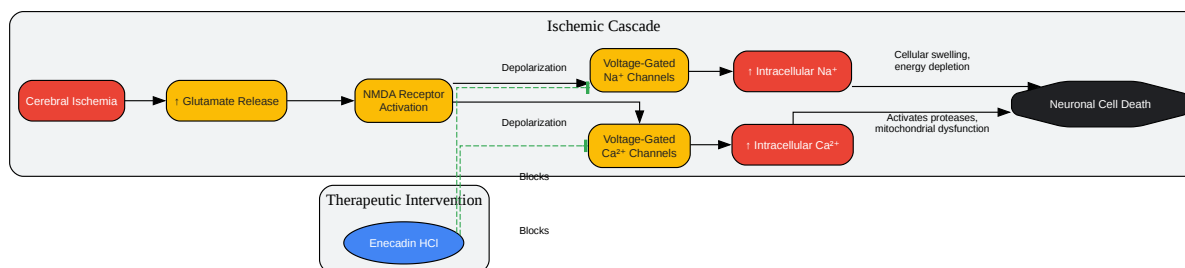 Ischemic Cascade
Cerebral Ischemia
↑ Glutamate Release
NMDA Receptor
Activation
Depolarization
Depolarization
Voltage-Gated
Na⁺ Channels
Voltage-Gated
Ca²⁺ Channels
↑ Intracellular Na⁺
↑ Intracellular Ca²⁺
Cellular swelling,
energy depletion
Activates proteases,
mitochondrial dysfunction
Neuronal Cell Death
Blocks
Therapeutic Intervention
Enecadin HCl
Blocks